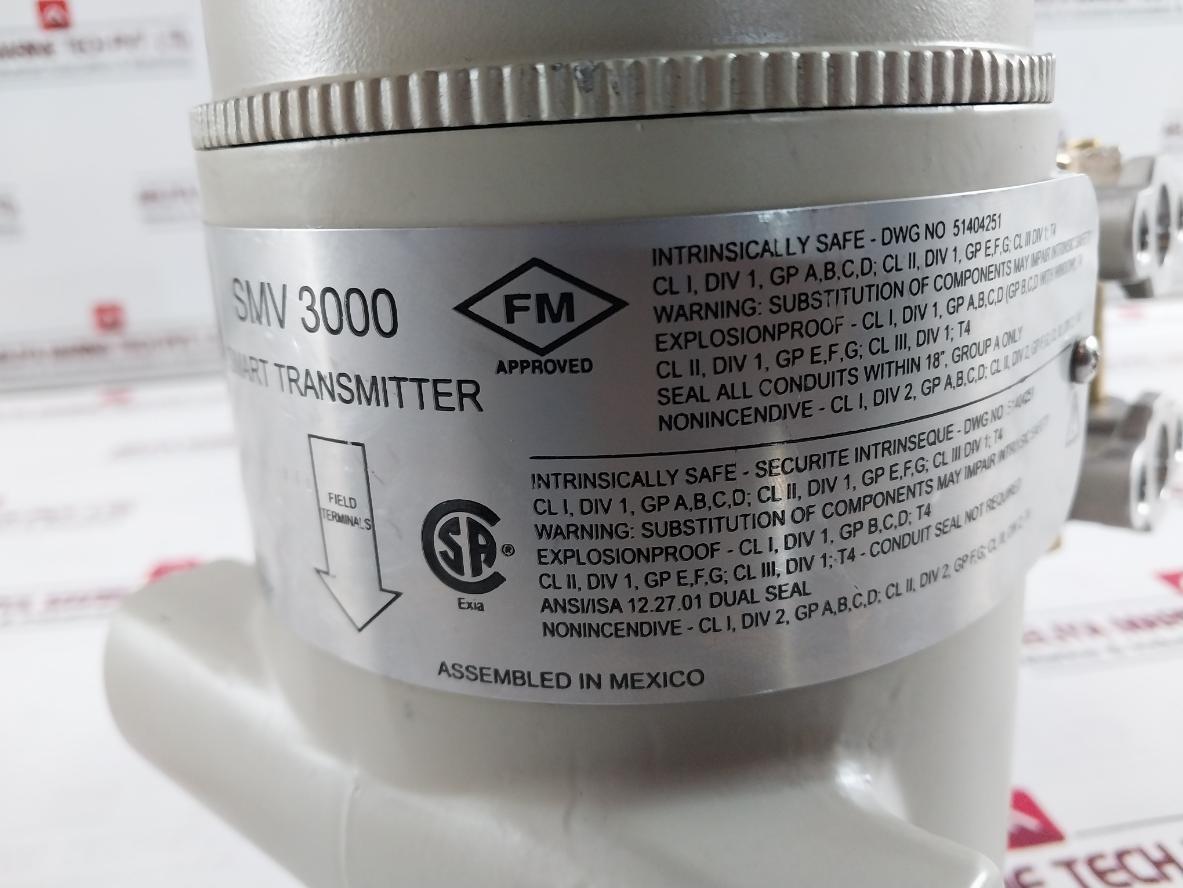 SMV 3000
SMART TRANSMITTER
FIELD
TERMINALS
FM
APPROVED
INTRINSICALLY SAFE - DWG NO 51404251
CL I, DIV 1, GP A,B,C,D; CL II, DIV 1, GP E,F,G; CL III DIV 1; T4
WARNING: SUBSTITUTION OF COMPONENTS MAY IMPAIR INTRINSIC SAFETY
EXPLOSIONPROOF - CL I, DIV 1, GP A,B,C,D (GP B,C,D WITH
CL II, DIV 1, GP E,F,G; CL III, DIV 1; T4
SEAL ALL CONDUITS WITHIN 18", GROUP A ONLY
NONINCENDIVE - CL I, DIV 2, GP A,B,C,D; CL II, DIV 2,
SA ®
Exia
INTRINSICALLY SAFE - SECURITE INTRINSEQUE - DWG NO 51404251
CL I, DIV 1, GP A,B,C,D; CL II, DIV 1, GP E,F,G; CL III DIV 1; T4
WARNING: SUBSTITUTION OF COMPONENTS MAY IMPAIR INTRINSIC SAFETY
EXPLOSIONPROOF - CL I, DIV 1, GP B,C,D; T4
CL II, DIV 1, GP E,F,G; CL III, DIV 1; T4 - CONDUIT SEAL NOT REQUIRED
ANSI/ISA 12.27.01 DUAL SEAL
NONINCENDIVE - CL I, DIV 2, GP A,B,C,D; CL II, DIV 2, GP F,G; CL III,
ASSEMBLED IN MEXICO